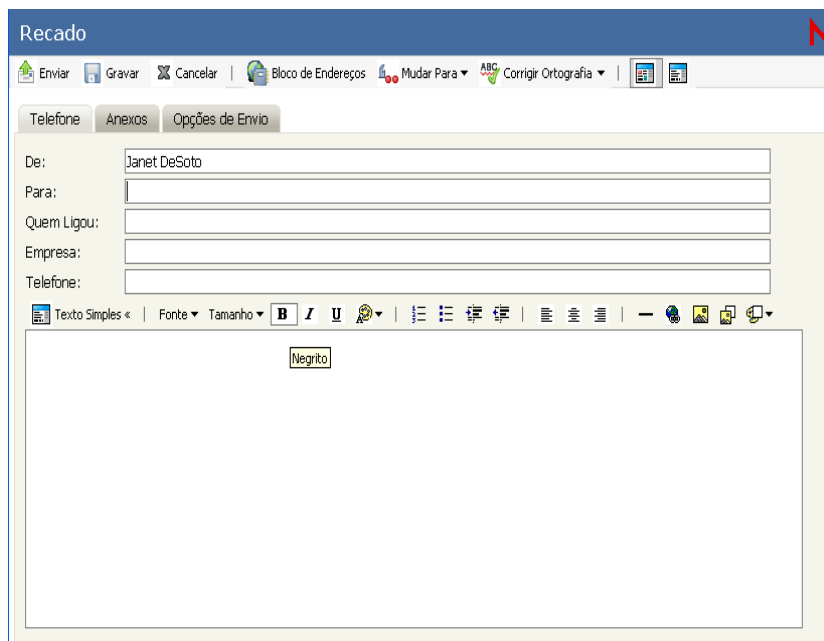 Recado
N
Enviar Gravar Cancelar | Bloco de Endereços Mudar Para ABC Corrigir Ortografia |
Telefone Anexos Opções de Envio
De: Janet DeSoto
Para:
Quem Ligou:
Empresa:
Telefone:
Texto Simples « | Fonte Tamanho B I U | | | 
Negrito